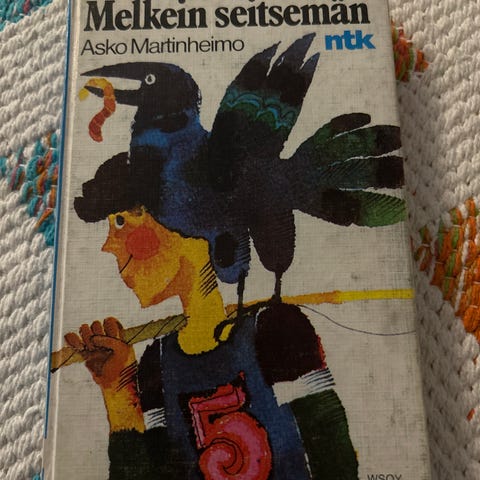 Melkein seitsemän
Asko Martinheimo
ntk
5
WSOY